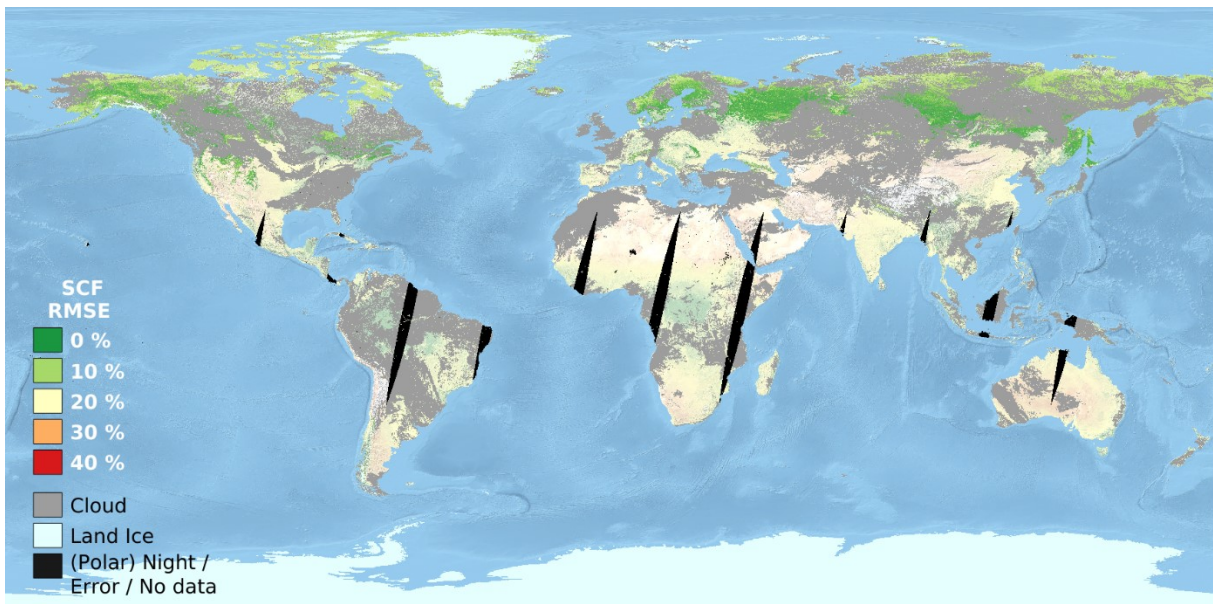 SCF
RMSE
0 %
10 %
20 %
30 %
40 %
Cloud
Land Ice
(Polar) Night /
Error / No data